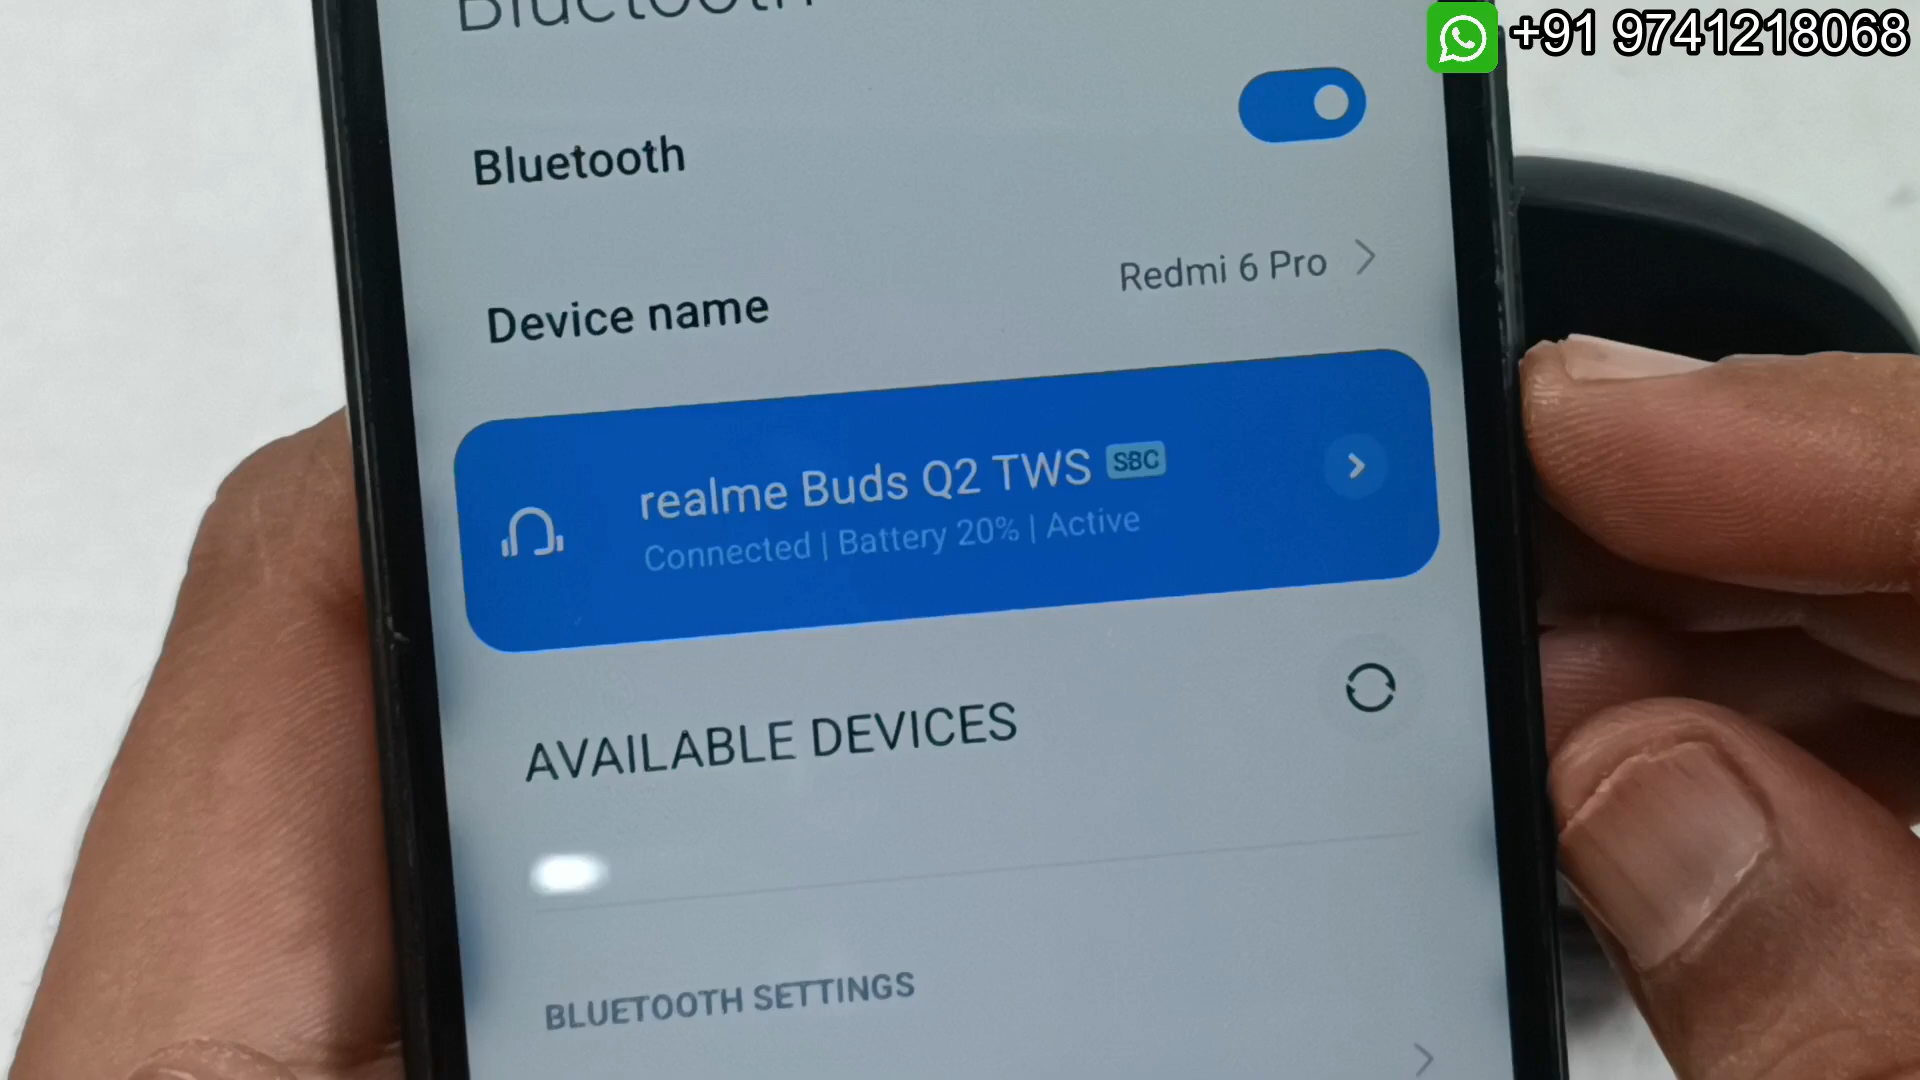 Bluetooth
+91 9741218068
Bluetooth
Device name
Redmi 6 Pro
realme Buds Q2 TWS SBC
Connected | Battery 20% | Active
AVAILABLE DEVICES
BLUETOOTH SETTINGS